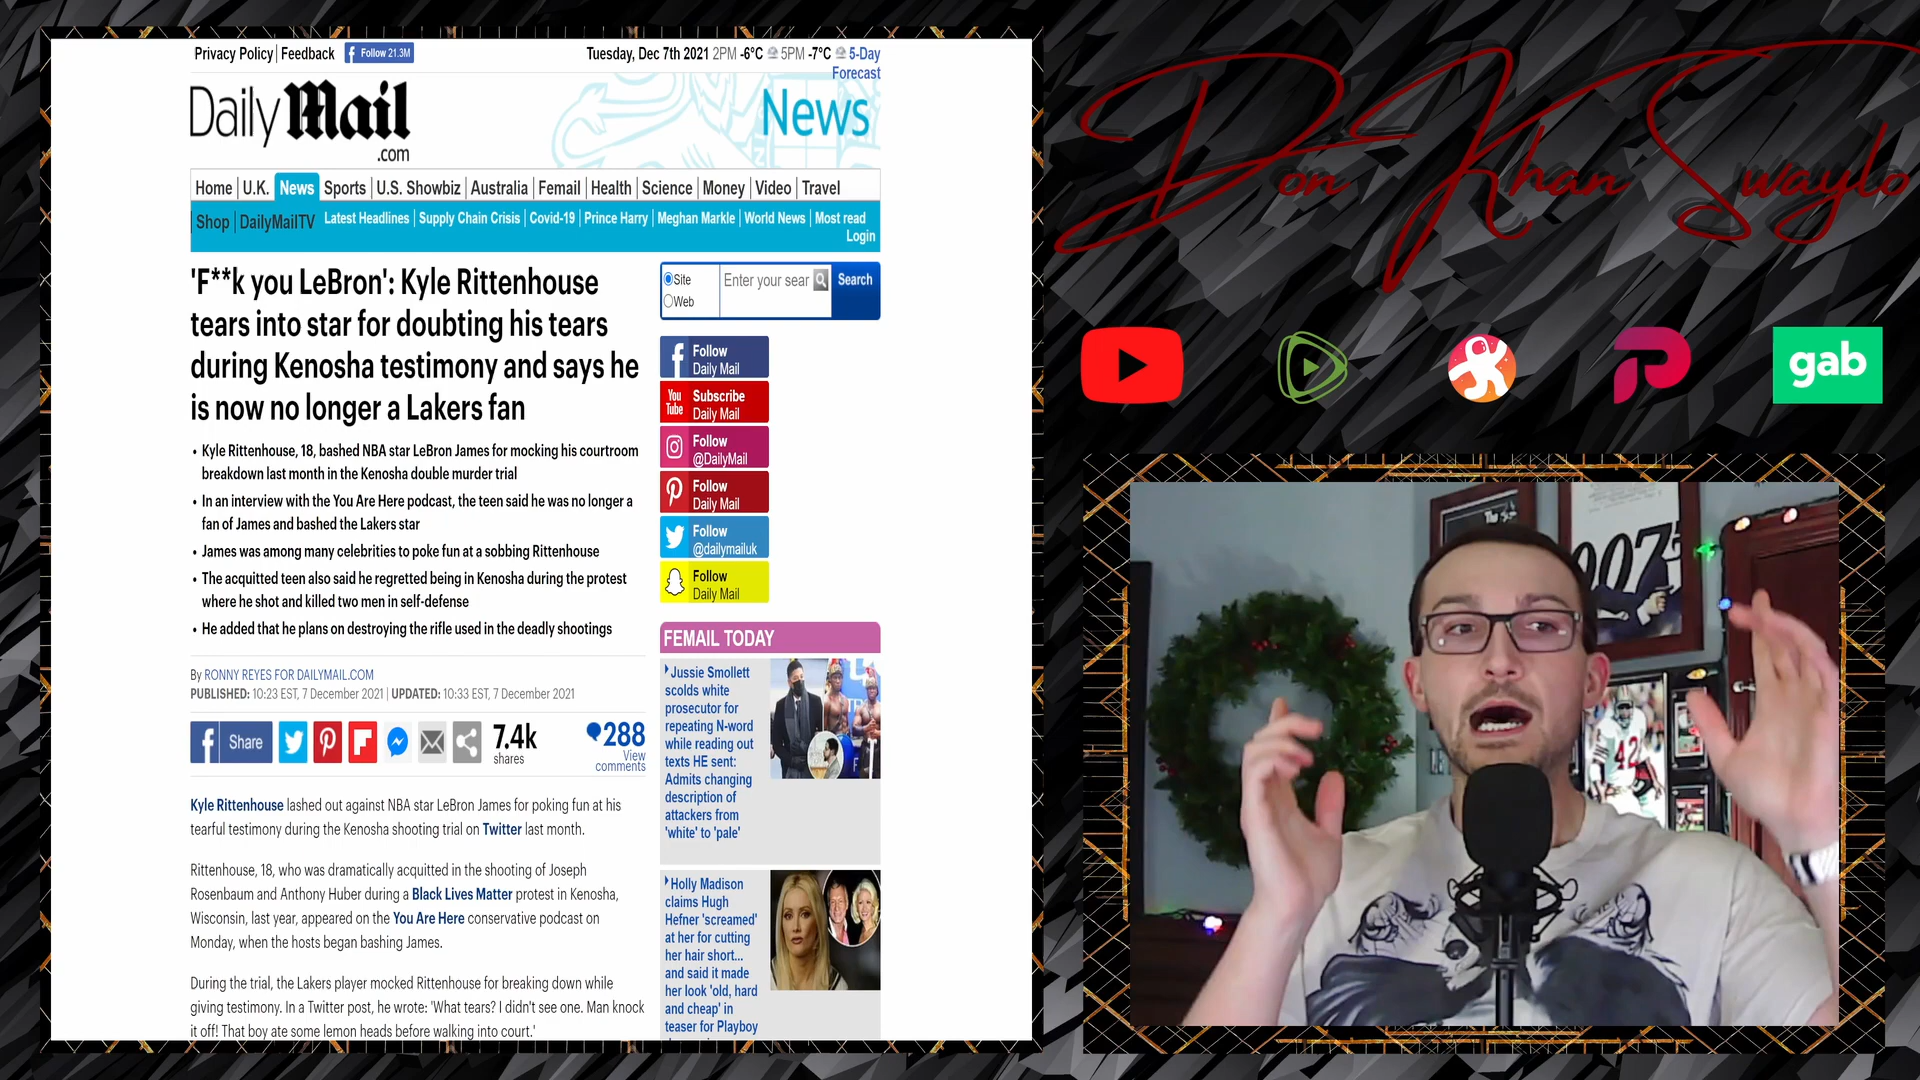 Privacy Policy | Feedback
Follow 21.3M
Tuesday, Dec 7th 2021 2PM -6°C 5PM -7°C 5-Day
Forecast
Daily Mail
.com
News
Home | U.K. News Sports | U.S. Showbiz | Australia | Femail | Health | Science | Money | Video | Travel
Shop | DailyMailTV Latest Headlines | Supply Chain Crisis | Covid-19 | Prince Harry | Meghan Markle | World News | Most read
Login
'F**k you LeBron': Kyle Rittenhouse
tears into star for doubting his tears
during Kenosha testimony and says he
is now no longer a Lakers fan
• Kyle Rittenhouse, 18, bashed NBA star LeBron James for mocking his courtroom
breakdown last month in the Kenosha double murder trial
• In an interview with the You Are Here podcast, the teen said he was no longer a
fan of James and bashed the Lakers star
• James was among many celebrities to poke fun at a sobbing Rittenhouse
• The acquitted teen also said he regretted being in Kenosha during the protest
where he shot and killed two men in self-defense
• He added that he plans on destroying the rifle used in the deadly shootings
By RONNY REYES FOR DAILYMAIL.COM
PUBLISHED: 10:23 EST, 7 December 2021 | UPDATED: 10:33 EST, 7 December 2021
Share
7.4k
shares
288
View
comments
Kyle Rittenhouse lashed out against NBA star LeBron James for poking fun at his
tearful testimony during the Kenosha shooting trial on Twitter last month.
Rittenhouse, 18, who was dramatically acquitted in the shooting of Joseph
Rosenbaum and Anthony Huber during a Black Lives Matter protest in Kenosha,
Wisconsin, last year, appeared on the You Are Here conservative podcast on
Monday, when the hosts began bashing James.
During the trial, the Lakers player mocked Rittenhouse for breaking down while
giving testimony. In a Twitter post, he wrote: 'What tears? I didn't see one. Man knock
it off! That boy ate some lemon heads before walking into court.'
Site
Web
Enter your sear
Search
Follow
Daily Mail
You
Tube
Subscribe
Daily Mail
Follow
@DailyMail
Follow
Daily Mail
Follow
@dailymailuk
Follow
Daily Mail
FEMAIL TODAY
Jussie Smollett
scolds white
prosecutor for
repeating N-word
while reading out
texts HE sent:
Admits changing
description of
attackers from
'white' to 'pale'
Holly Madison
claims Hugh
Hefner 'screamed'
at her for cutting
her hair short...
and said it made
her look 'old, hard
and cheap' in
teaser for Playboy
Don Khan Swaylo
gab
The
007
42